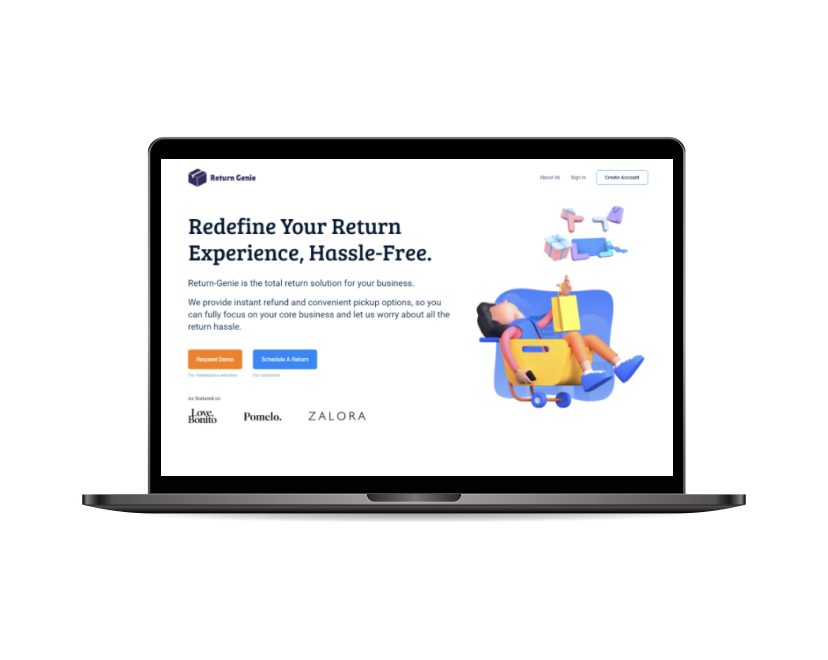 Return Genie
About Us Sign In Create Account
Redefine Your Return
Experience, Hassle-Free.
Return-Genie is the total return solution for your business.
We provide instant refund and convenient pickup options, so you
can fully focus on your core business and let us worry about all the
return hassle.
Request Demo Schedule A Return
For marketplace websites For customers
As featured on
Love, Bonito Pomelo. ZALORA